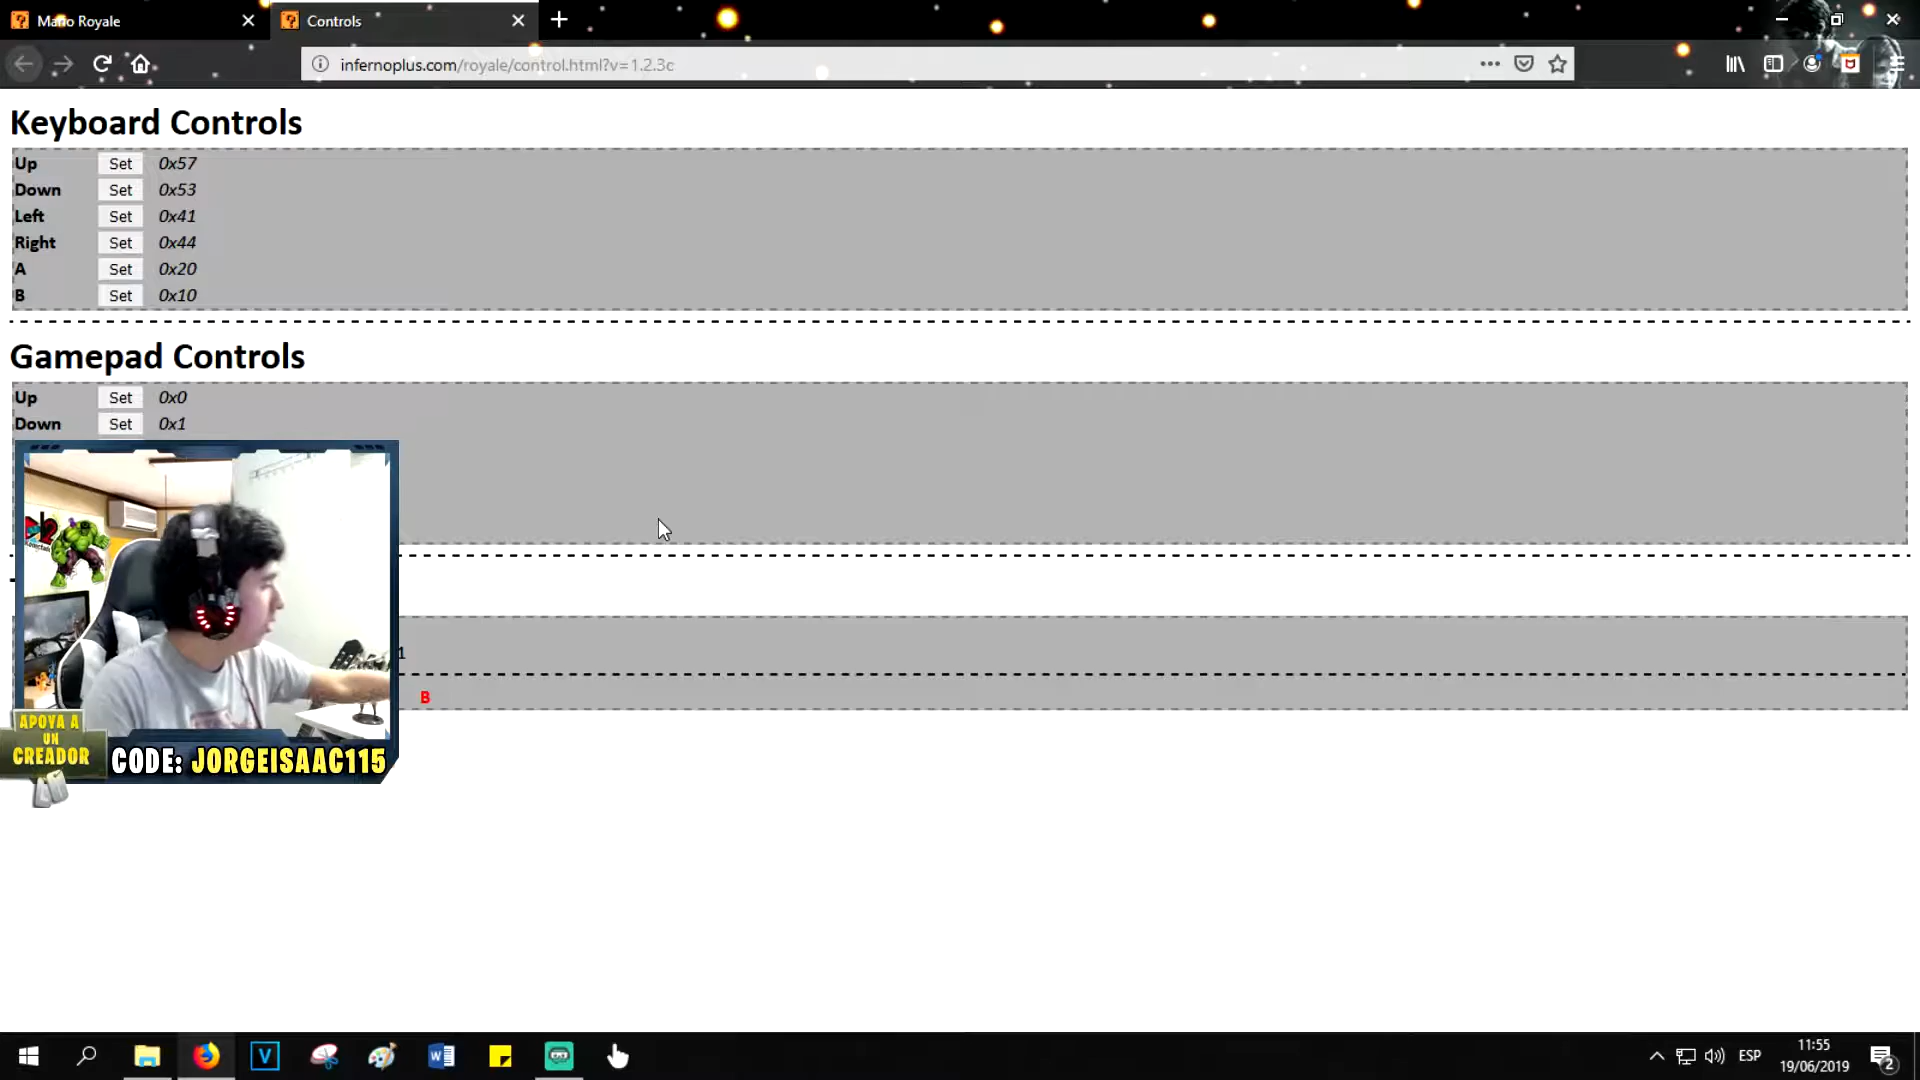 Mario Royale
Controls
infernoplus.com/royale/control.html?v=1.2.3c
Keyboard Controls
Up Set 0x57
Down Set 0x53
Left Set 0x41
Right Set 0x44
A Set 0x20
B Set 0x10
Gamepad Controls
Up Set 0x0
Down Set 0x1
1
B
APOYA A
UN
CREADOR
CODE: JORGEISAAC115
ESP
11:55
19/06/2019
2